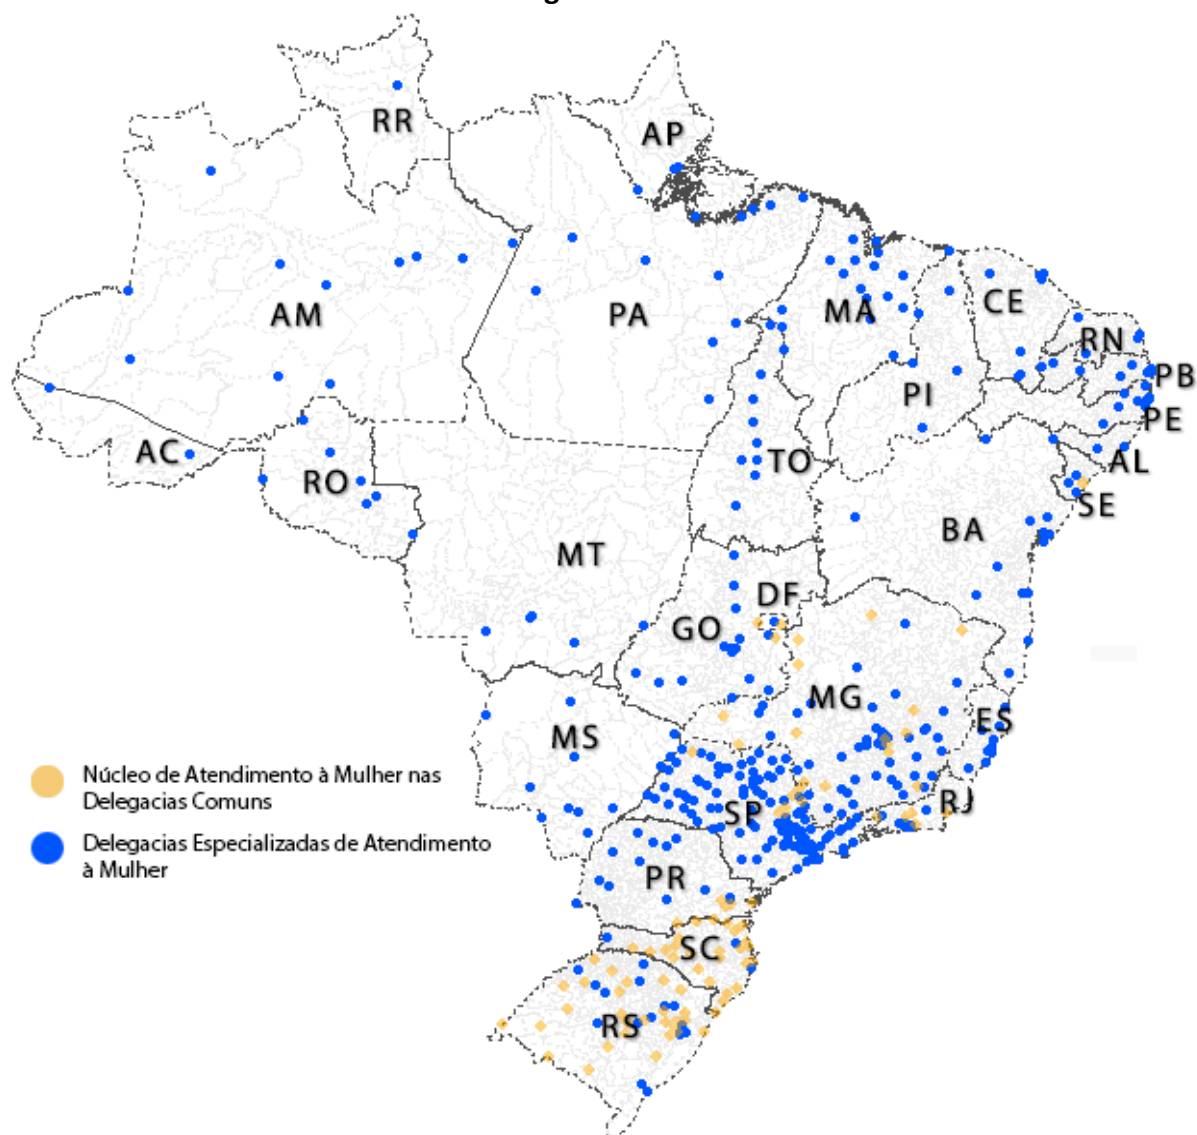 g
RR
AP
AM
PA
MA
CE
RN
PB
PI
PE
AC
RO
TO
AL
SE
BA
MT
DF
GO
MG
ES
MS
Núcleo de Atendimento à Mulher nas
Delegacias Comuns
SP
RJ
Delegacias Especializadas de Atendimento
à Mulher
PR
SC
RS